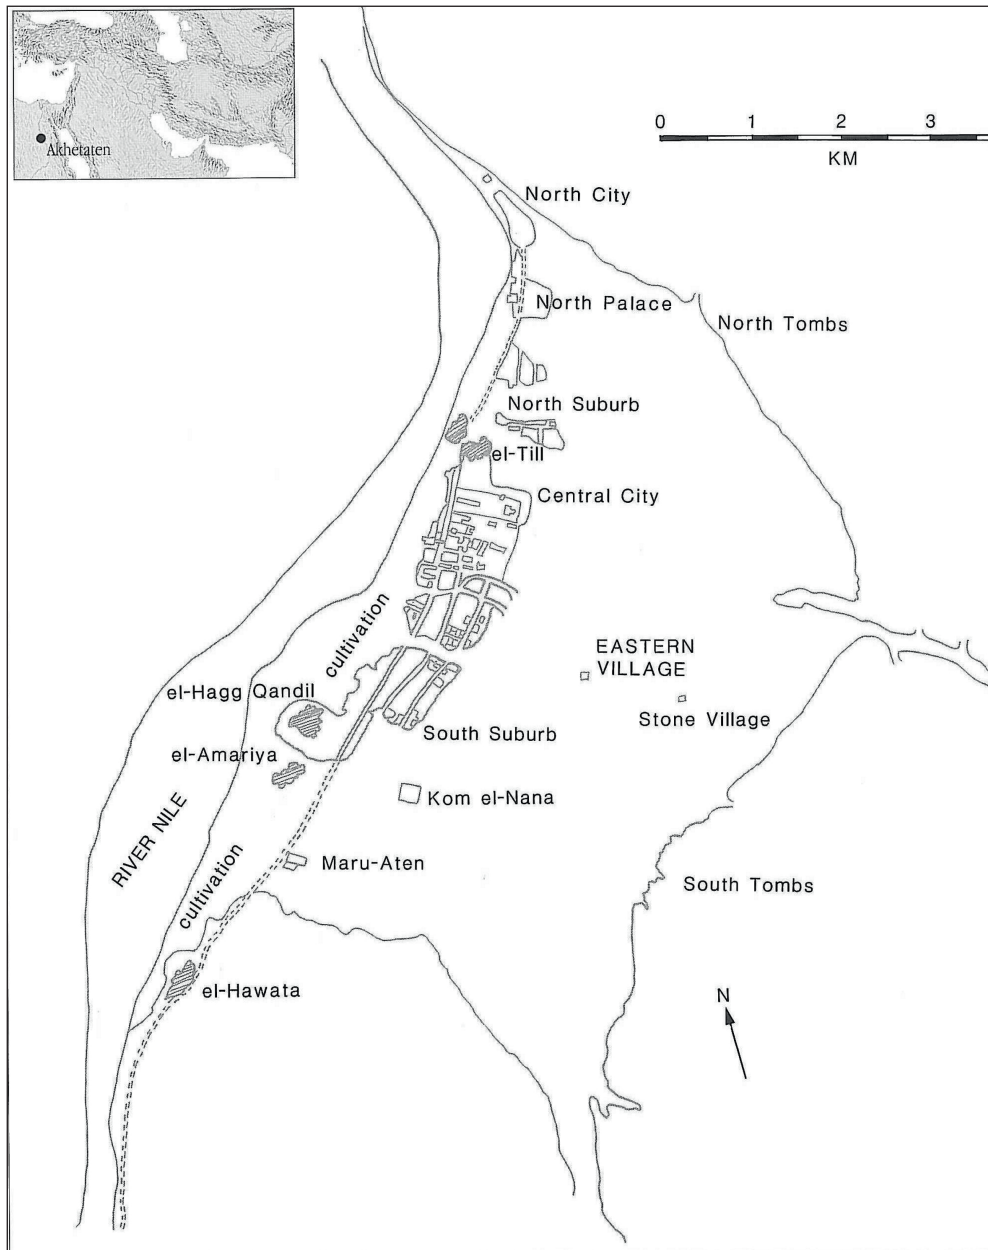 Akhetaten
0 1 2 3
KM
North City
North Palace
North Tombs
North Suburb
el-Till
Central City
cultivation
EASTERN
VILLAGE
el-Hagg Qandil
Stone Village
South Suburb
el-Amariya
Kom el-Nana
RIVER NILE
Maru-Aten
South Tombs
cultivation
el-Hawata
N